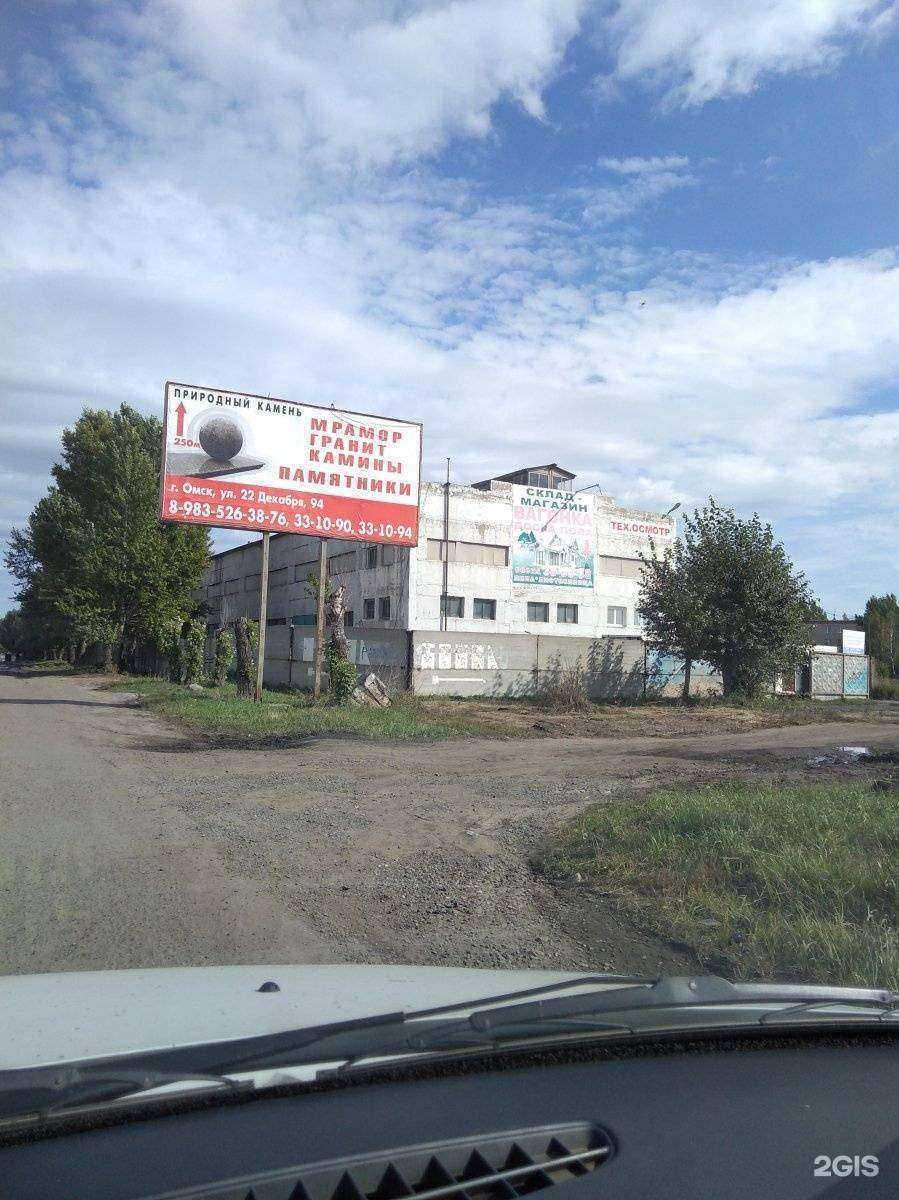 ПРИРОДНЫЙ КАМЕНЬ
250м
МРАМОР
ГРАНИТ
КАМИНЫ
ПАМЯТНИКИ
г. Омск, ул. 22 Декабря, 94
8-983-526-38-76, 33-10-90, 33-10-94
СКЛАД-
МАГАЗИН
ВАГОНКА
ТЕХ.ОСМОТР
2GIS